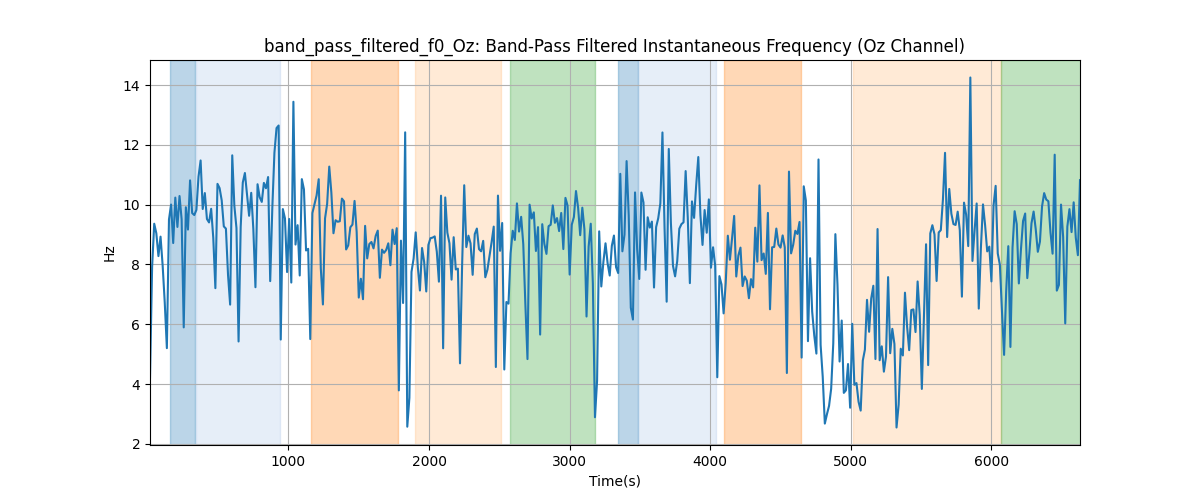 band_pass_filtered_f0_Oz: Band-Pass Filtered Instantaneous Frequency (Oz Channel)
14
12
10
8
6
4
2
Hz
1000 2000 3000 4000 5000 6000
Time(s)